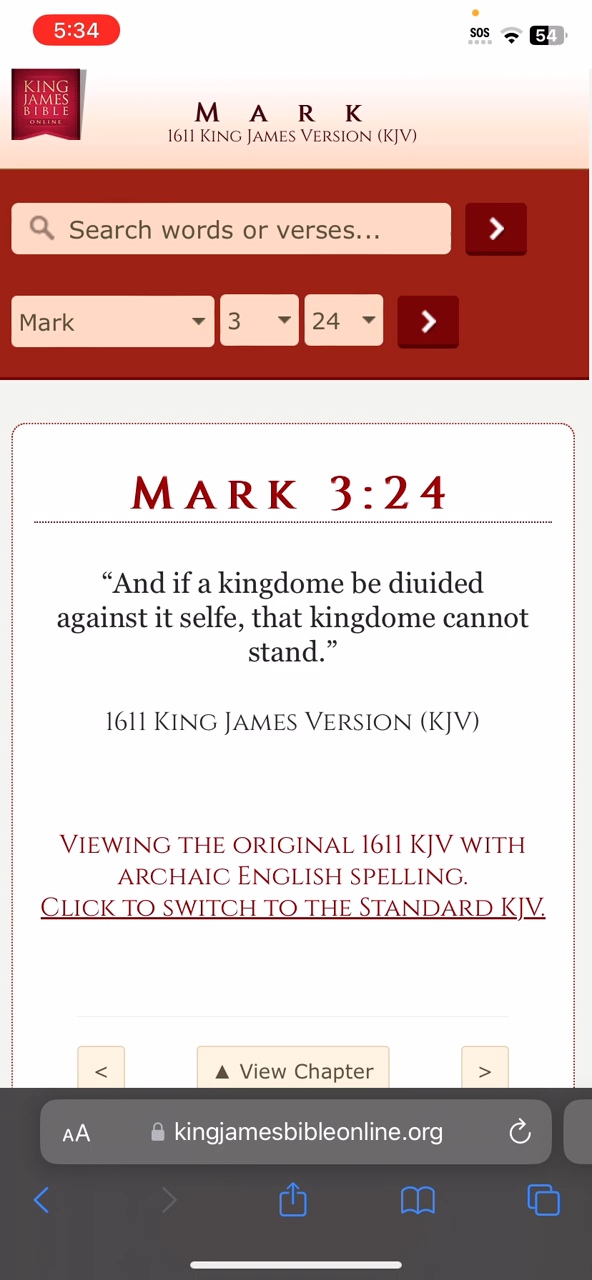 5:34
SOS
54
KING
JAMES
BIBLE
ONLINE
MARK
1611 KING JAMES VERSION (KJV)
Search words or verses...
Mark
3
24
MARK 3:24
“And if a kingdome be diuided
against it selfe, that kingdome cannot
stand.”
1611 KING JAMES VERSION (KJV)
VIEWING THE ORIGINAL 1611 KJV WITH
ARCHAIC ENGLISH SPELLING.
CLICK TO SWITCH TO THE STANDARD KJV.
< ▲ View Chapter >
AA kingjamesbibleonline.org